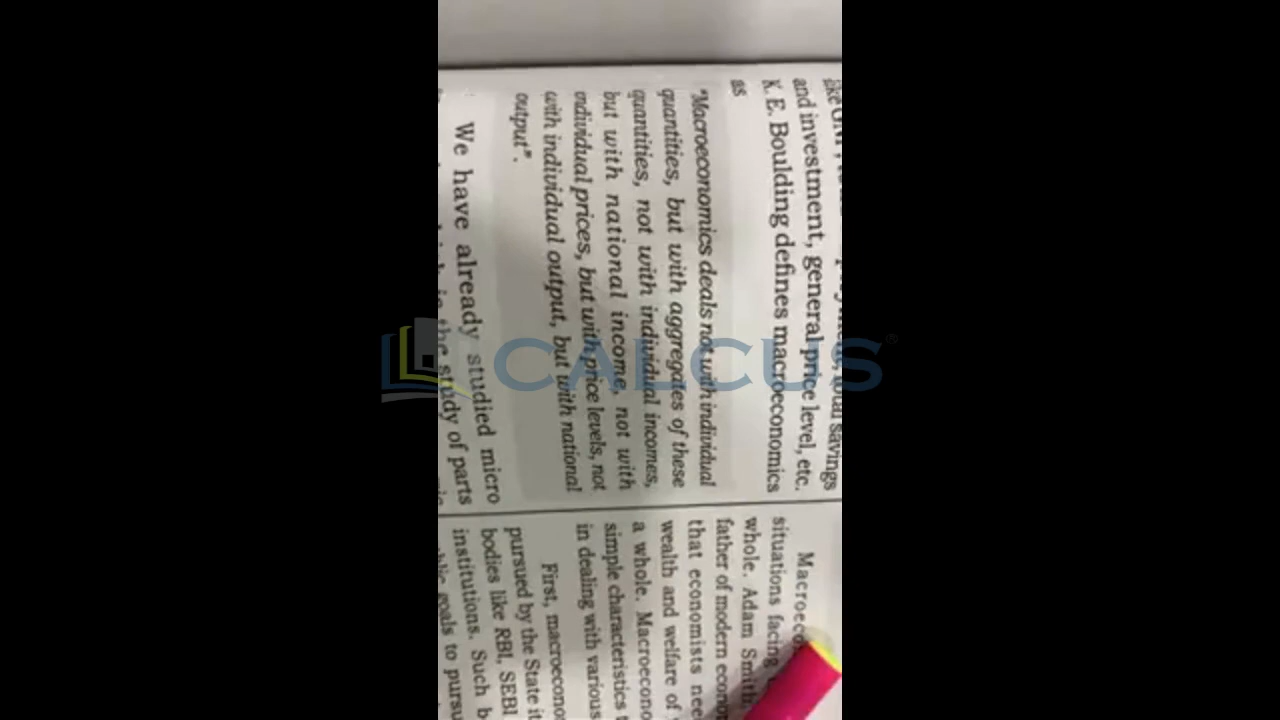 and investment, general price level, etc.
K. E. Boulding defines macroeconomics
as
"Macroeconomics deals not with individual
quantities, but with aggregates of these
quantities, not with individual incomes,
but with national income, not with
individual prices, but with price levels, not
with individual output, but with national
output".
We have already studied micro
the study of parts
situations facing
whole. Adam Smith
father of modern
that economists
wealth and welfare of
a whole.
simple characteristics
in dealing with various
First,
pursued by the State
bodies like RBI, SEBI
institutions. Such
goals to
CALCUS®